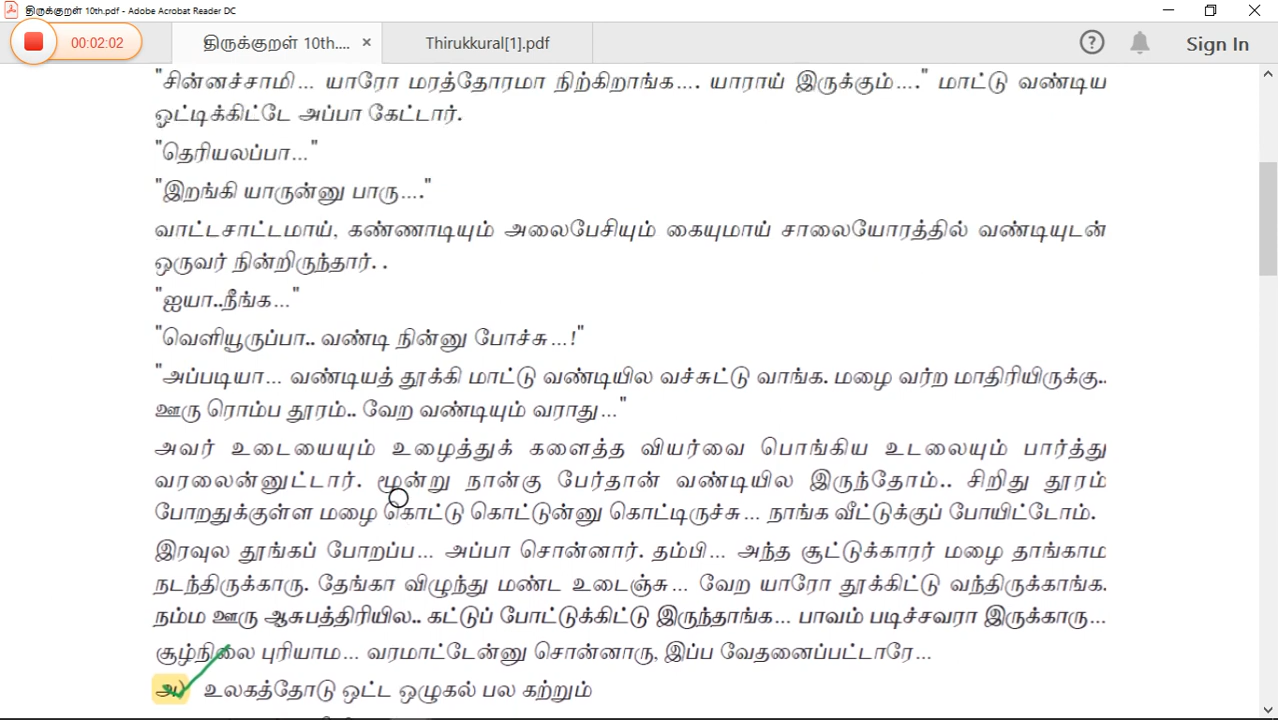 திருக்குறள் 10th.pdf - Adobe Acrobat Reader DC
00:02:02
திருக்குறள் 10th.... ×
Thirukkural[1].pdf
Sign In
"சின்னச்சாமி... யாரோ மரத்தோரமா நிற்கிறாங்க.... யாராய் இருக்கும்...." மாட்டு வண்டிய
ஓட்டிக்கிட்டே அப்பா கேட்டார்.
"தெரியலப்பா..."
"இறங்கி யாருன்னு பாரு...."
வாட்டசாட்டமாய், கண்ணாடியும் அலைபேசியும் கையுமாய் சாலையோரத்தில் வண்டியுடன்
ஒருவர் நின்றிருந்தார். .
"ஐயா..நீங்க..."
"வெளியூருப்பா.. வண்டி நின்னு போச்சு...!"
"அப்படியா... வண்டியத் தூக்கி மாட்டு வண்டியில வச்சுட்டு வாங்க. மழை வர்ற மாதிரியிருக்கு..
ஊரு ரொம்ப தூரம்.. வேற வண்டியும் வராது..."
அவர் உடையையும் உழைத்துக் களைத்த வியர்வை பொங்கிய உடலையும் பார்த்து
வரலைன்னுட்டார். மூன்று நான்கு பேர்தான் வண்டியில இருந்தோம்.. சிறிது தூரம்
போறதுக்குள்ள மழை கொட்டு கொட்டுன்னு கொட்டிருச்சு... நாங்க வீட்டுக்குப் போயிட்டோம்.
இரவுல தூங்கப் போறப்ப... அப்பா சொன்னார். தம்பி... அந்த சூட்டுக்காரர் மழை தாங்காம
நடந்திருக்காரு. தேங்கா விழுந்து மண்ட உடைஞ்சு... வேற யாரோ தூக்கிட்டு வந்திருக்காங்க.
நம்ம ஊரு ஆசுபத்திரியில.. கட்டுப் போட்டுக்கிட்டு இருந்தாங்க... பாவம் படிச்சவரா இருக்காரு...
சூழ்நிலை புரியாம... வரமாட்டேன்னு சொன்னாரு, இப்ப வேதனைப்பட்டாரே...
அ) உலகத்தோடு ஒட்ட ஒழுகல் பல கற்றும்